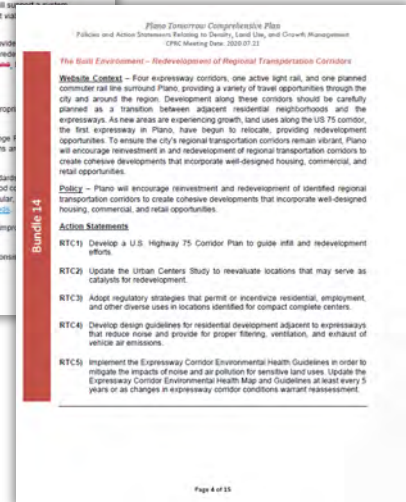 Plano Tomorrow Comprehensive Plan
Policies and Action Statements Relating to Density, Land Use, and Growth Management
CPRC Meeting Date: 2020.07.21
The Built Environment – Redevelopment of Regional Transportation Corridors
Website Context – Four expressway corridors, one active light rail, and one planned
commuter rail line surround Plano, providing a variety of travel opportunities through the
city and around the region. Development along these corridors should be carefully
planned as a transition between adjacent residential neighborhoods and the
expressways. As new areas are experiencing growth, land uses along the US 75 corridor,
the first expressway in Plano, have begun to relocate, providing redevelopment
opportunities. To ensure the city's regional transportation corridors remain vibrant, Plano
will encourage reinvestment in and redevelopment of regional transportation corridors to
create cohesive developments that incorporate well-designed housing, commercial, and
retail opportunities.
Policy – Plano will encourage reinvestment and redevelopment of identified regional
transportation corridors to create cohesive developments that incorporate well-designed
housing, commercial, and retail opportunities.
Bundle 14
Action Statements
RTC1) Develop a U.S. Highway 75 Corridor Plan to guide infill and redevelopment
efforts.
RTC2) Update the Urban Centers Study to reevaluate locations that may serve as
catalysts for redevelopment.
RTC3) Adopt regulatory strategies that permit or incentivize residential, employment,
and other diverse uses in locations identified for compact complete centers.
RTC4) Develop design guidelines for residential development adjacent to expressways
that reduce noise and provide for proper filtering, ventilation, and exhaust of
vehicle air emissions.
RTC5) Implement the Expressway Corridor Environmental Health Guidelines in order to
mitigate the impacts of noise and air pollution for sensitive land uses. Update the
Expressway Corridor Environmental Health Map and Guidelines at least every 5
years or as changes in expressway corridor conditions warrant reassessment.
Page 4 of 15